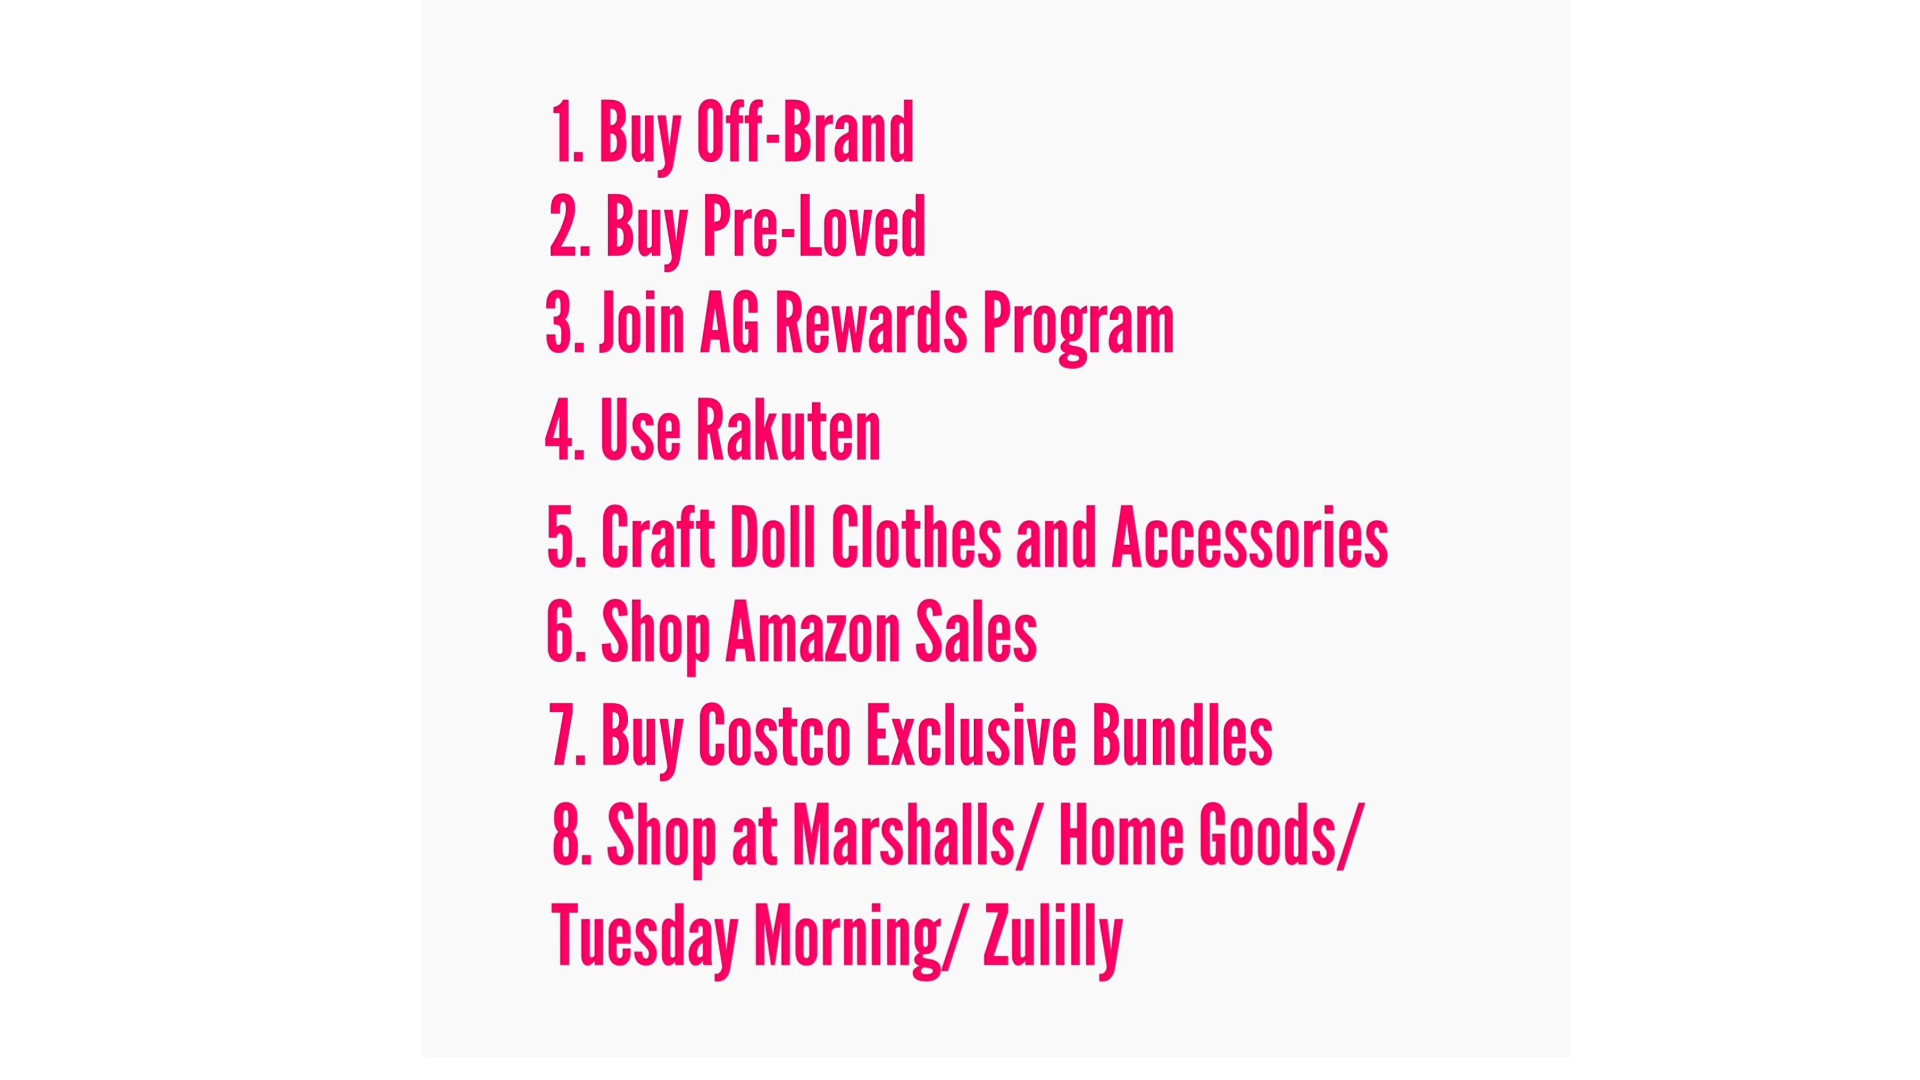 1. Buy Off-Brand
2. Buy Pre-Loved
3. Join AG Rewards Program
4. Use Rakuten
5. Craft Doll Clothes and Accessories
6. Shop Amazon Sales
7. Buy Costco Exclusive Bundles
8. Shop at Marshalls/ Home Goods/
Tuesday Morning/ Zulilly